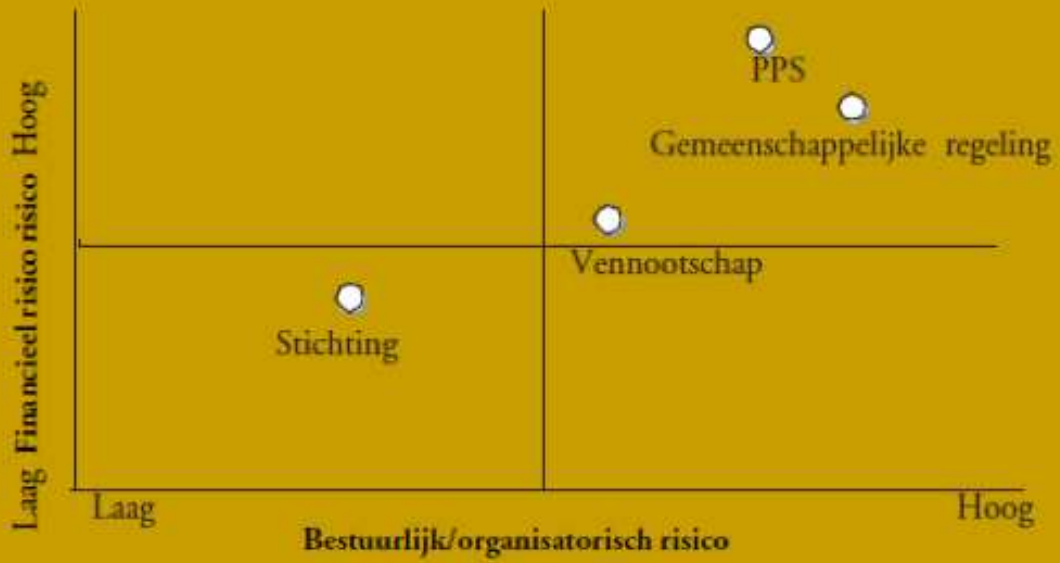 PPS
Gemeenschappelijke regeling
Vennootschap
Stichting
Laag Financieel risico risico Hoog
Laag
Hoog
Bestuurlijk/organisatorisch risico